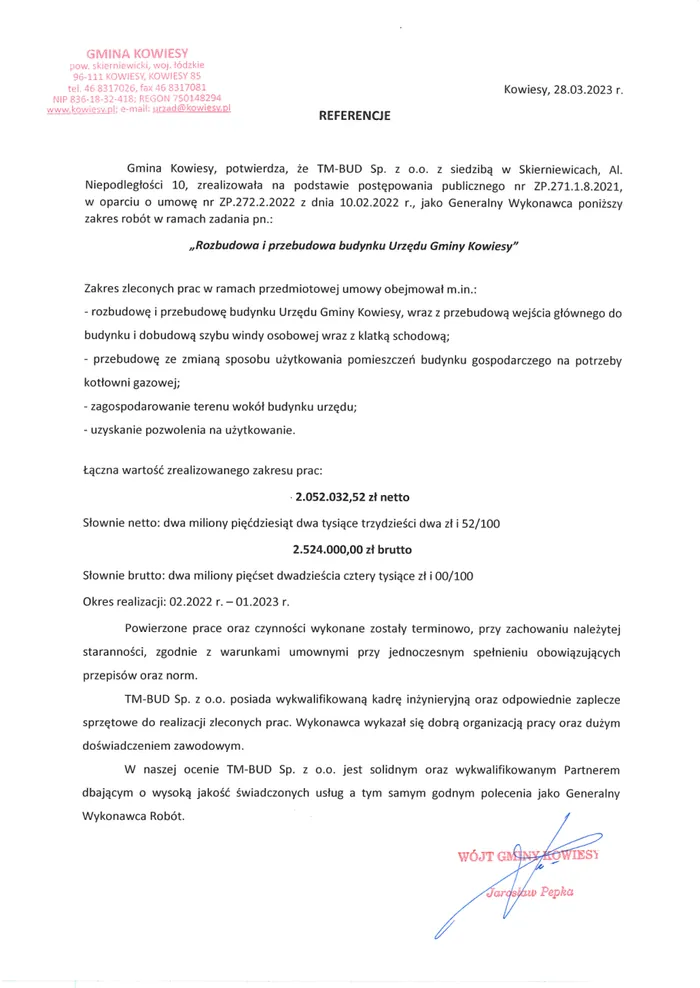 GMINA KOWIESY
pow. skierniewicki, woj. łódzkie
96-111 KOWIESY, KOWIESY 85
tel. 46 8317026, fax 46 8317081
NIP 836-18-32-418; REGON 750148294
www.kowiesy.pl; e-mail: urzad@kowiesy.pl
Kowiesy, 28.03.2023 r.
REFERENCJE
Gmina Kowiesy, potwierdza, że TM-BUD Sp. z o.o. z siedzibą w Skierniewicach, Al.
Niepodległości 10, zrealizowała na podstawie postępowania publicznego nr ZP.271.1.8.2021,
w oparciu o umowę nr ZP.272.2.2022 z dnia 10.02.2022 r., jako Generalny Wykonawca poniższy
zakres robót w ramach zadania pn.:
„Rozbudowa i przebudowa budynku Urzędu Gminy Kowiesy”
Zakres zleconych prac w ramach przedmiotowej umowy obejmował m.in.:
- rozbudowę i przebudowę budynku Urzędu Gminy Kowiesy, wraz z przebudową wejścia głównego do
budynku i dobudową szybu windy osobowej wraz z klatką schodową;
- przebudowę ze zmianą sposobu użytkowania pomieszczeń budynku gospodarczego na potrzeby
kotłowni gazowej;
- zagospodarowanie terenu wokół budynku urzędu;
- uzyskanie pozwolenia na użytkowanie.
Łączna wartość zrealizowanego zakresu prac:
2.052.032,52 zł netto
Słownie netto: dwa miliony pięćdziesiąt dwa tysiące trzydzieści dwa zł i 52/100
2.524.000,00 zł brutto
Słownie brutto: dwa miliony pięćset dwadzieścia cztery tysiące zł i 00/100
Okres realizacji: 02.2022 r. – 01.2023 r.
Powierzone prace oraz czynności wykonane zostały terminowo, przy zachowaniu należytej
staranności, zgodnie z warunkami umownymi przy jednoczesnym spełnieniu obowiązujących
przepisów oraz norm.
TM-BUD Sp. z o.o. posiada wykwalifikowaną kadrę inżynieryjną oraz odpowiednie zaplecze
sprzętowe do realizacji zleconych prac. Wykonawca wykazał się dobrą organizacją pracy oraz dużym
doświadczeniem zawodowym.
W naszej ocenie TM-BUD Sp. z o.o. jest solidnym oraz wykwalifikowanym Partnerem
dbającym o wysoką jakość świadczonych usług a tym samym godnym polecenia jako Generalny
Wykonawca Robót.
WÓJT GMINY KOWIESY
Jarosław Pepka